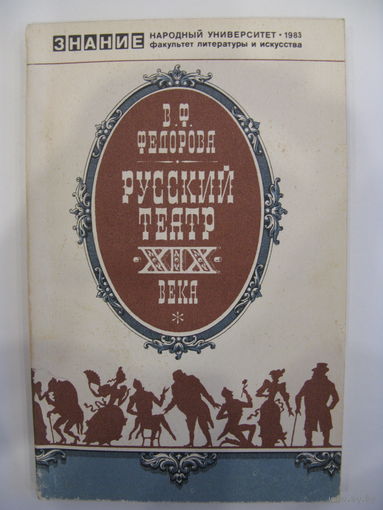 ЗНАНИЕ
НАРОДНЫЙ УНИВЕРСИТЕТ • 1983
факультет литературы и искусства
В. Ф.
ФЕДОРОВА
РУССКИЙ
ТЕАТР
XIX
ВЕКА
*